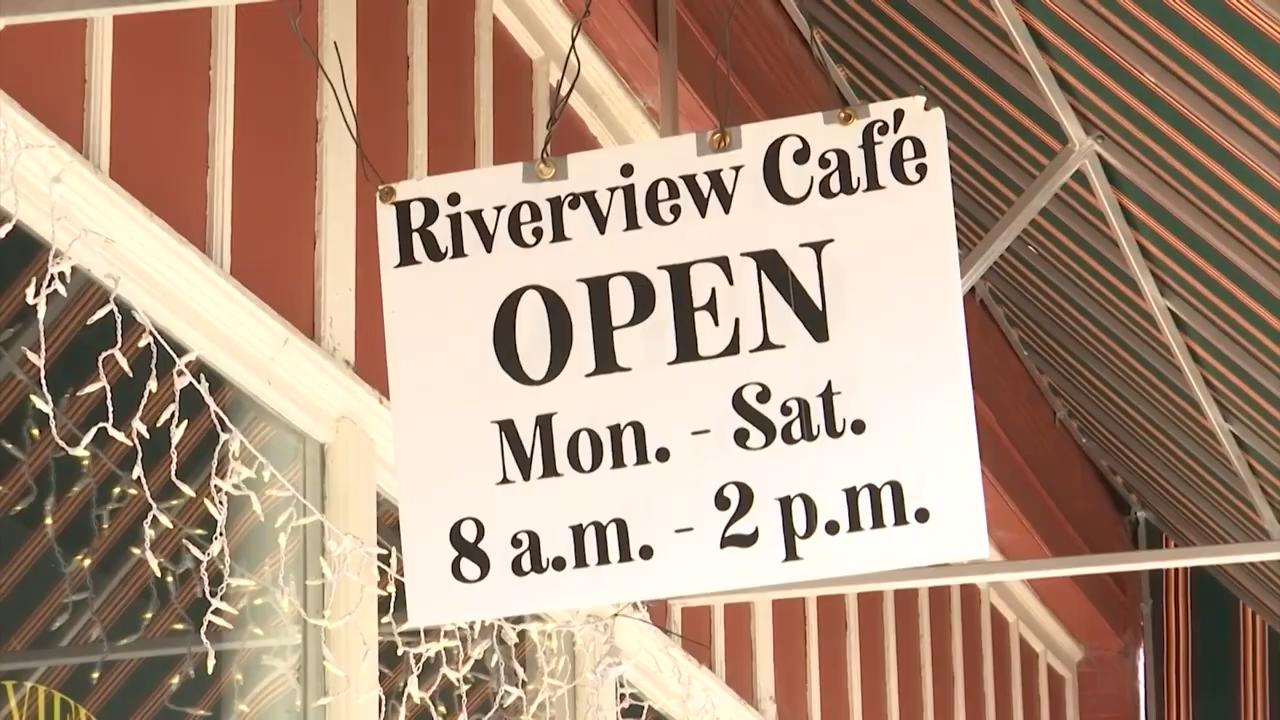 Riverview Café
OPEN
Mon. - Sat.
8 a.m. - 2 p.m.